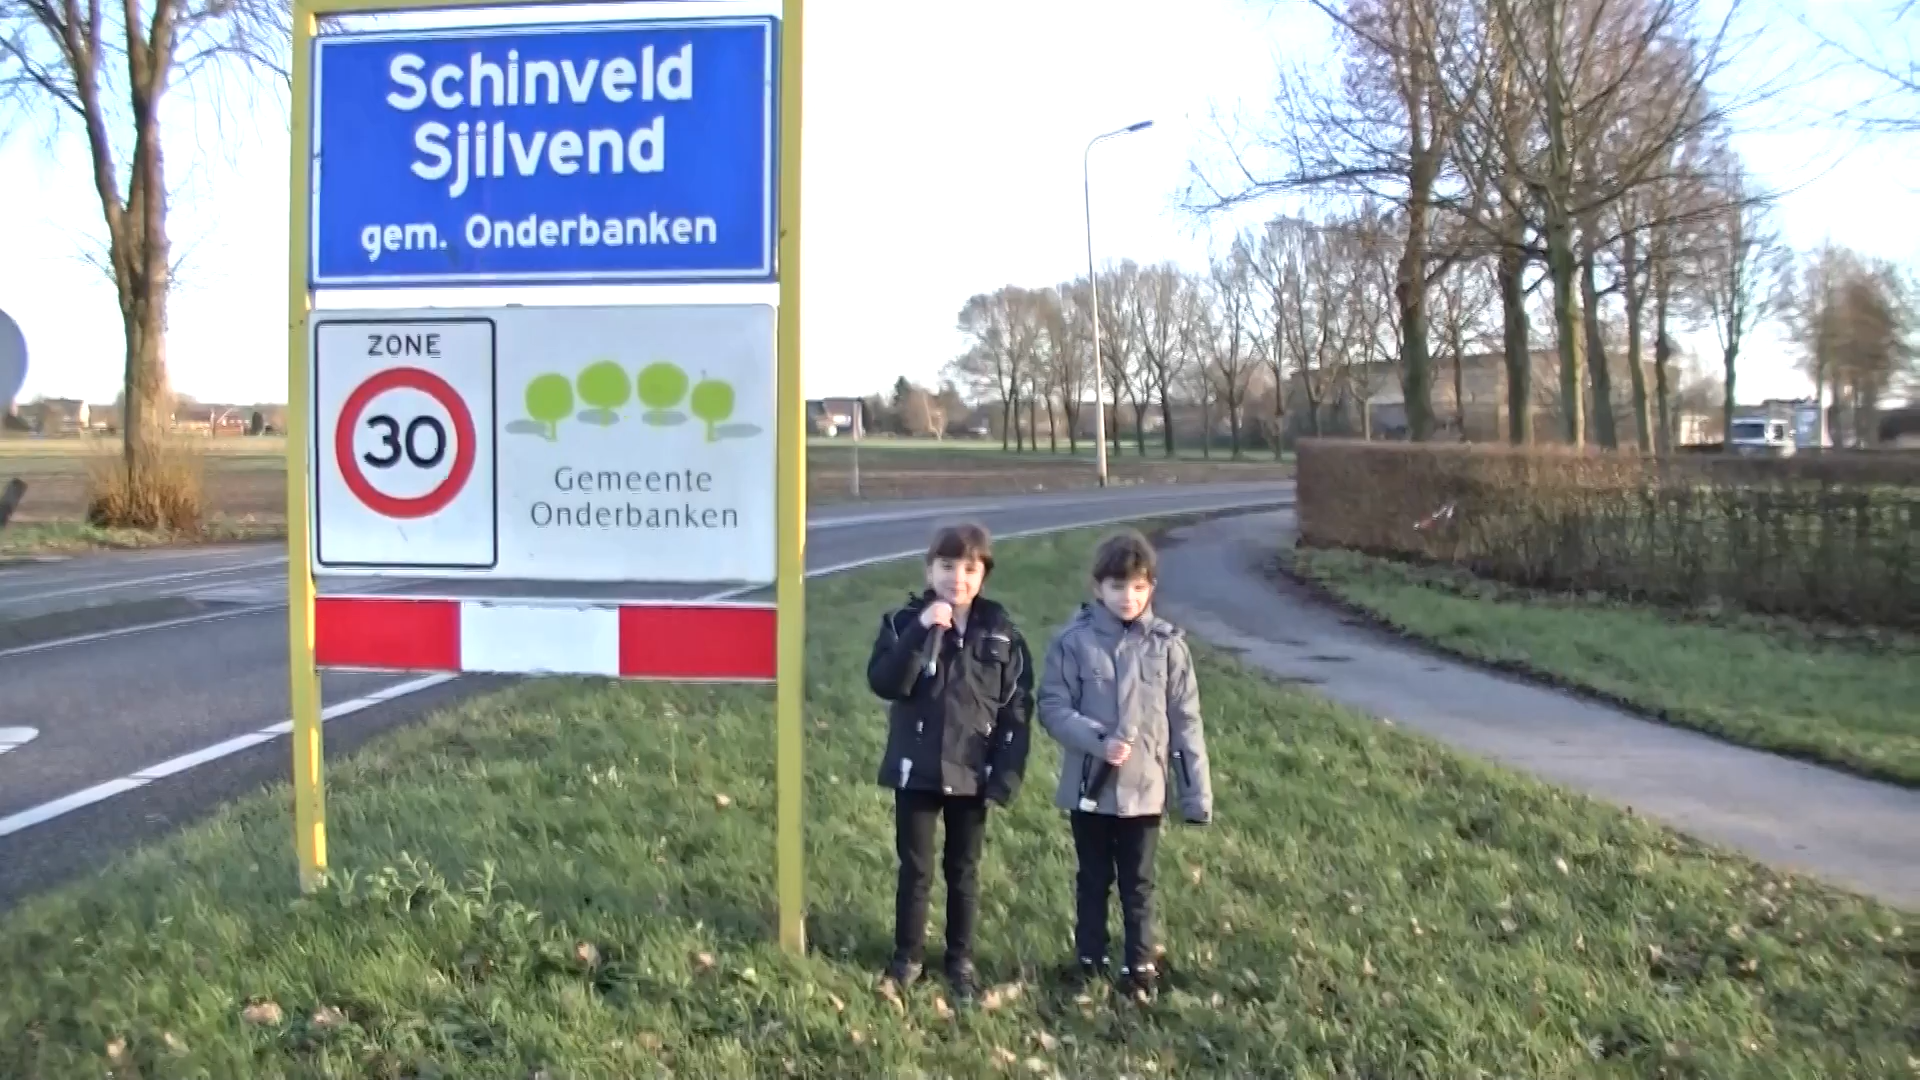 Schinveld
Sjilvend
gem. Onderbanken
ZONE
30
Gemeente
Onderbanken